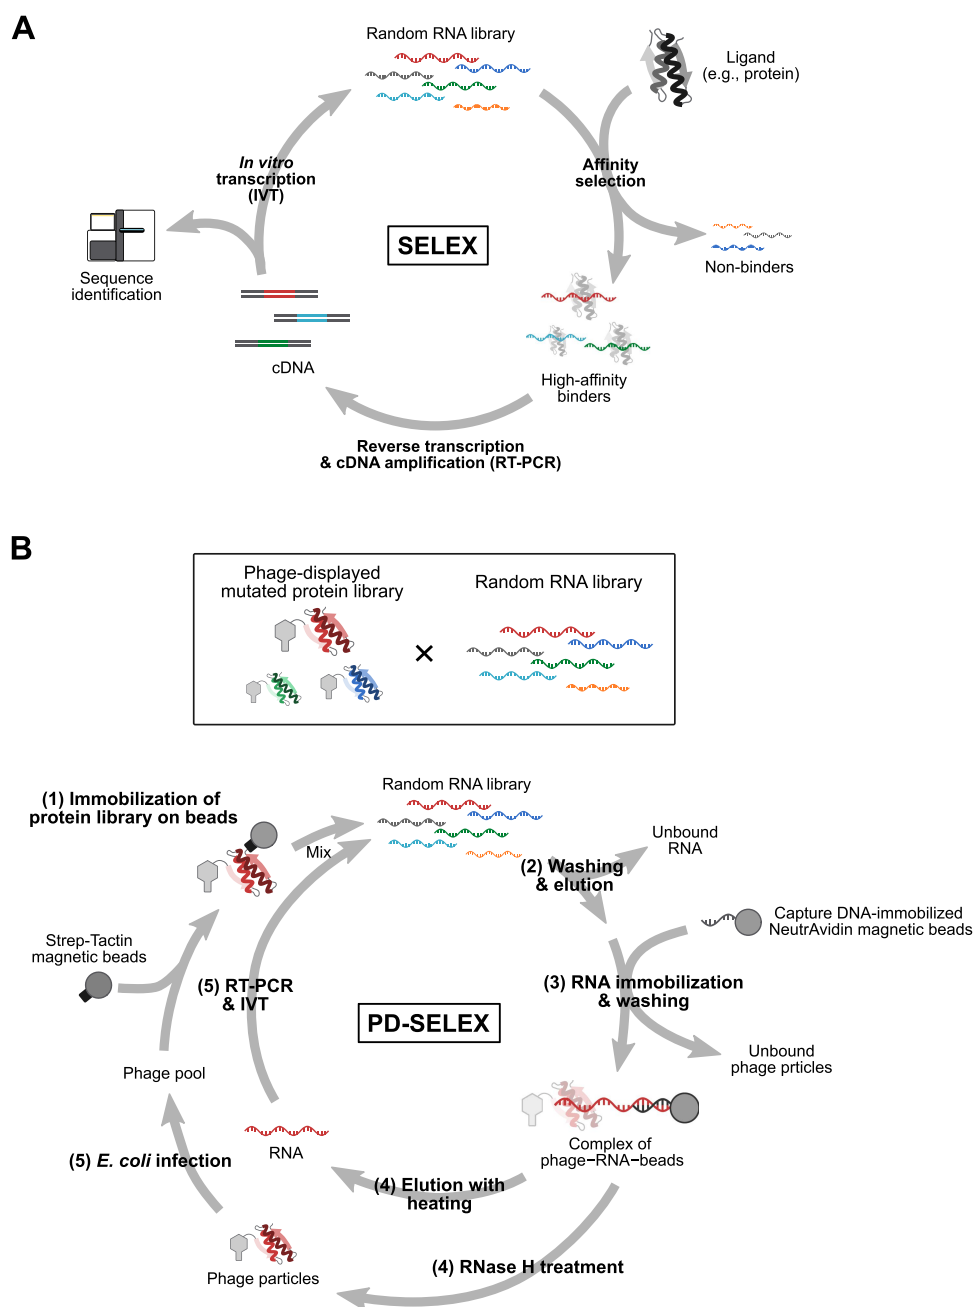 A
Random RNA library
Ligand
(e.g., protein)
In vitro
transcription
(IVT)
Affinity
selection
SELEX
Non-binders
Sequence
identification
cDNA
High-affinity
binders
Reverse transcription
& cDNA amplification (RT-PCR)
B
Phage-displayed
mutated protein library
×
Random RNA library
(1) Immobilization of
protein library on beads
Random RNA library
Mix
(2) Washing
& elution
Unbound
RNA
Capture DNA-immobilized
NeutrAvidin magnetic beads
Strep-Tactin
magnetic beads
(5) RT-PCR
& IVT
(3) RNA immobilization
& washing
PD-SELEX
Unbound
phage prticles
Phage pool
RNA
Complex of
phage−RNA−beads
(5) E. coli infection
(4) Elution with
heating
(4) RNase H treatment
Phage particles